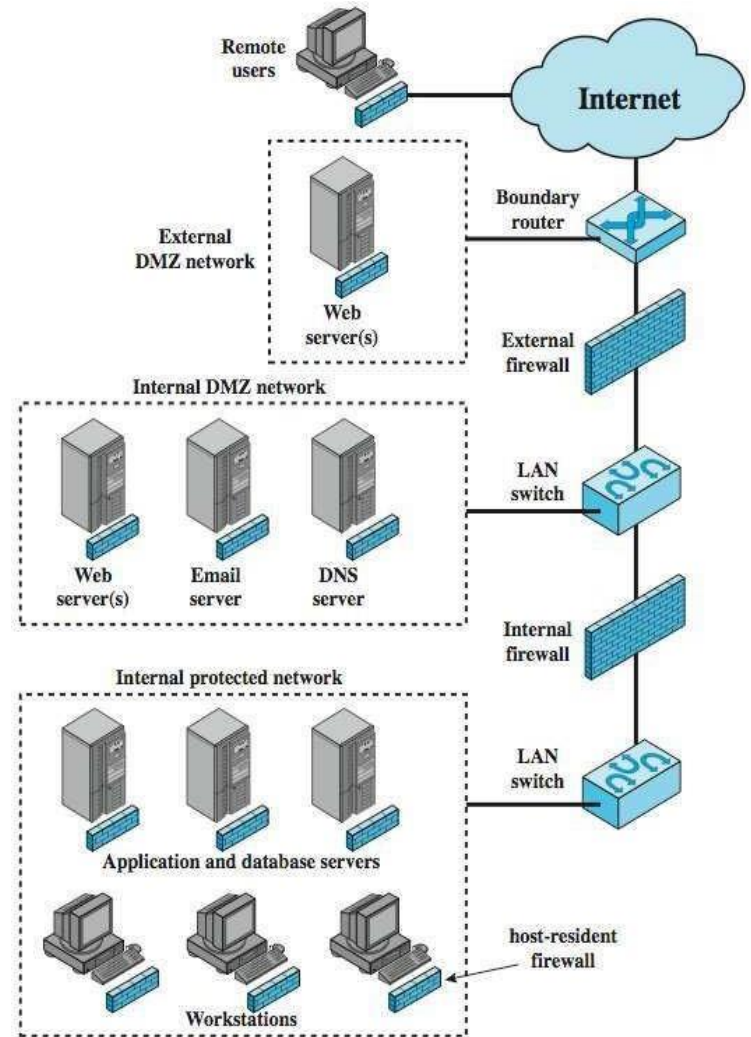 Remote
users
Internet
Boundary
router
External
DMZ network
Web
server(s)
External
firewall
Internal DMZ network
LAN
switch
Web
server(s)
Email
server
DNS
server
Internal
firewall
Internal protected network
LAN
switch
Application and database servers
host-resident
firewall
Workstations